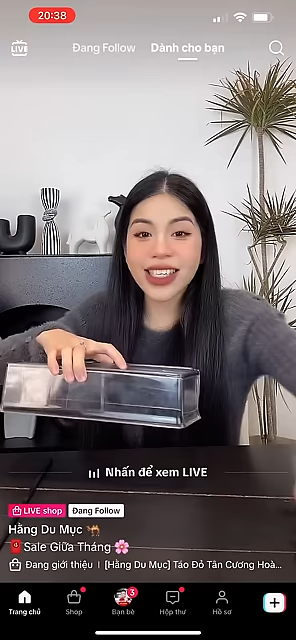 20:38
LIVE
Đang Follow
Dành cho bạn
Nhấn để xem LIVE
LIVE shop
Đang Follow
Hằng Du Mục 🐫
🏮Sale Giữa Tháng 🌸
Đang giới thiệu | [Hằng Du Mục] Táo Đỏ Tân Cương Hoà...
3
Trang chủ
Shop
Bạn bè
Hộp thư
Hồ sơ